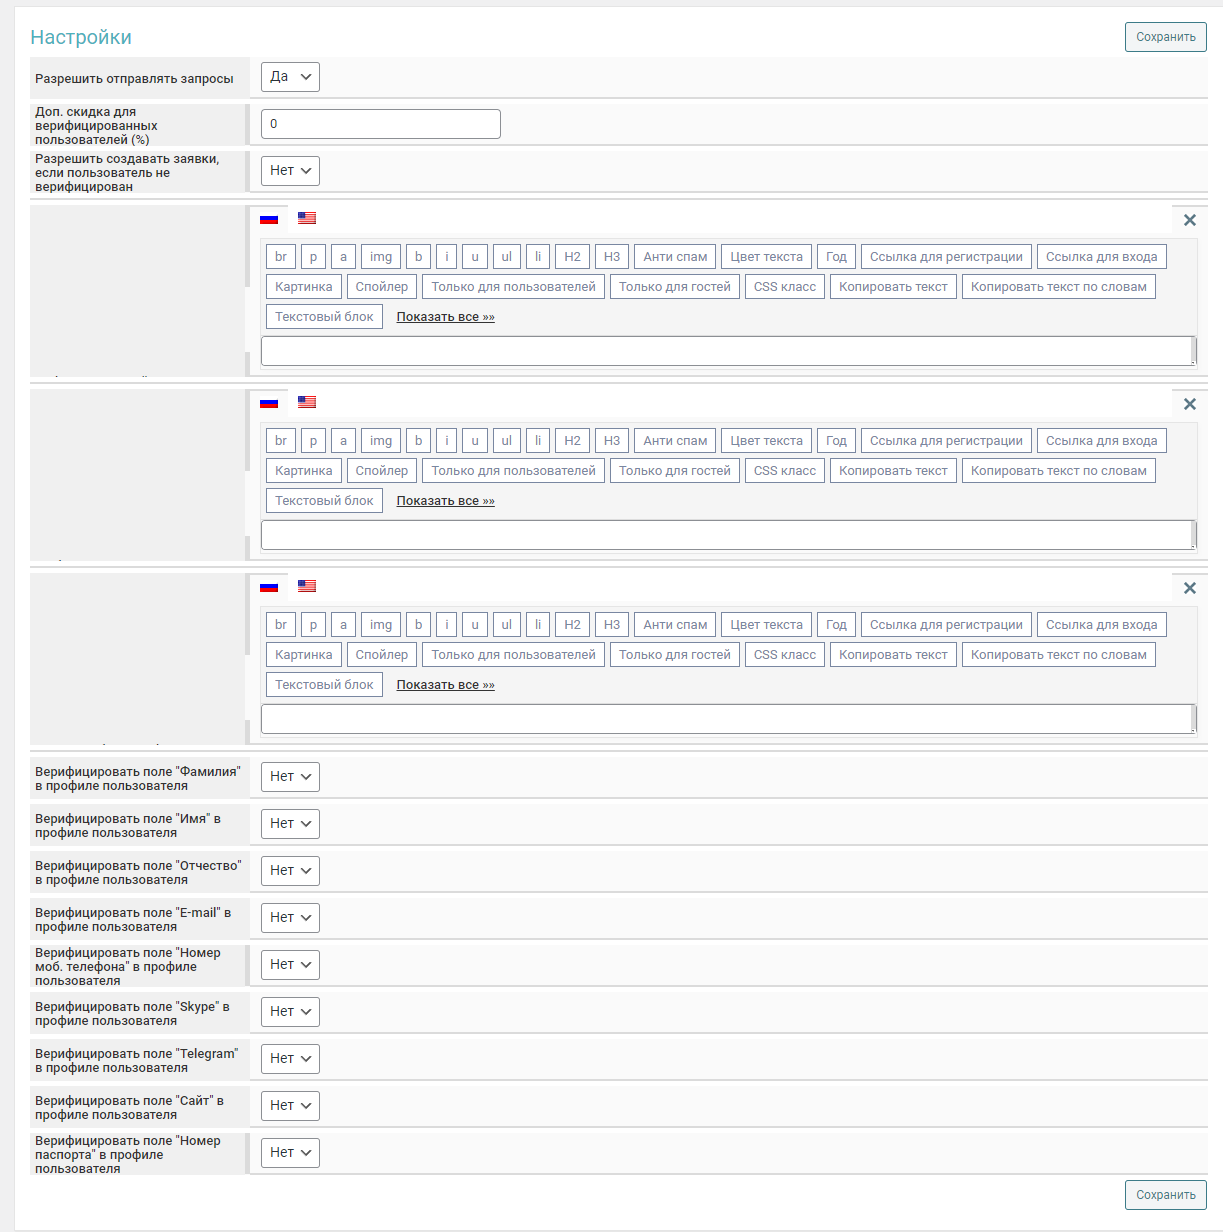 Настройки
Сохранить
Разрешить отправлять запросы
Да
Доп. скидка для
верифицированных
пользователей (%)
0
Разрешить создавать заявки,
если пользователь не
верифицирован
Нет
br p a img b i u ul li H2 H3 Анти спам Цвет текста Год Ссылка для регистрации Ссылка для входа
Картинка Спойлер Только для пользователей Только для гостей CSS класс Копировать текст Копировать текст по словам
Текстовый блок Показать все »»
br p a img b i u ul li H2 H3 Анти спам Цвет текста Год Ссылка для регистрации Ссылка для входа
Картинка Спойлер Только для пользователей Только для гостей CSS класс Копировать текст Копировать текст по словам
Текстовый блок Показать все »»
br p a img b i u ul li H2 H3 Анти спам Цвет текста Год Ссылка для регистрации Ссылка для входа
Картинка Спойлер Только для пользователей Только для гостей CSS класс Копировать текст Копировать текст по словам
Текстовый блок Показать все »»
Верифицировать поле "Фамилия"
в профиле пользователя
Нет
Верифицировать поле "Имя" в
профиле пользователя
Нет
Верифицировать поле "Отчество"
в профиле пользователя
Нет
Верифицировать поле "E-mail" в
профиле пользователя
Нет
Верифицировать поле "Номер
моб. телефона" в профиле
пользователя
Нет
Верифицировать поле "Skype" в
профиле пользователя
Нет
Верифицировать поле "Telegram"
в профиле пользователя
Нет
Верифицировать поле "Сайт" в
профиле пользователя
Нет
Верифицировать поле "Номер
паспорта" в профиле
пользователя
Нет
Сохранить